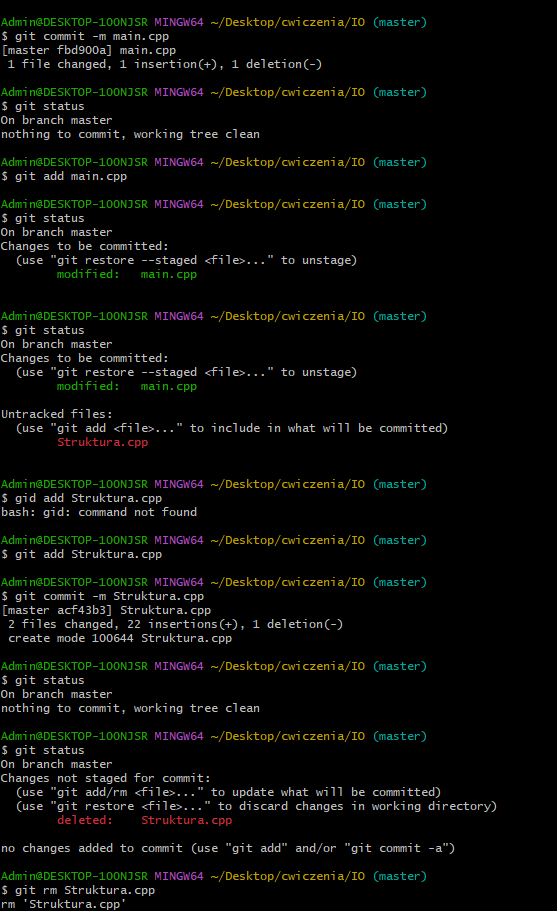 Admin@DESKTOP-1OONJSR MINGW64 ~/Desktop/cwiczenia/IO (master)
$ git commit -m main.cpp
[master fbd900a] main.cpp
 1 file changed, 1 insertion(+), 1 deletion(-)
Admin@DESKTOP-1OONJSR MINGW64 ~/Desktop/cwiczenia/IO (master)
$ git status
On branch master
nothing to commit, working tree clean
Admin@DESKTOP-1OONJSR MINGW64 ~/Desktop/cwiczenia/IO (master)
$ git add main.cpp
Admin@DESKTOP-1OONJSR MINGW64 ~/Desktop/cwiczenia/IO (master)
$ git status
On branch master
Changes to be committed:
  (use "git restore --staged <file>..." to unstage)
        modified:   main.cpp
Admin@DESKTOP-1OONJSR MINGW64 ~/Desktop/cwiczenia/IO (master)
$ git status
On branch master
Changes to be committed:
  (use "git restore --staged <file>..." to unstage)
        modified:   main.cpp
Untracked files:
  (use "git add <file>..." to include in what will be committed)
        Struktura.cpp
Admin@DESKTOP-1OONJSR MINGW64 ~/Desktop/cwiczenia/IO (master)
$ gid add Struktura.cpp
bash: gid: command not found
Admin@DESKTOP-1OONJSR MINGW64 ~/Desktop/cwiczenia/IO (master)
$ git add Struktura.cpp
Admin@DESKTOP-1OONJSR MINGW64 ~/Desktop/cwiczenia/IO (master)
$ git commit -m Struktura.cpp
[master acf43b3] Struktura.cpp
 2 files changed, 22 insertions(+), 1 deletion(-)
 create mode 100644 Struktura.cpp
Admin@DESKTOP-1OONJSR MINGW64 ~/Desktop/cwiczenia/IO (master)
$ git status
On branch master
nothing to commit, working tree clean
Admin@DESKTOP-1OONJSR MINGW64 ~/Desktop/cwiczenia/IO (master)
$ git status
On branch master
Changes not staged for commit:
  (use "git add/rm <file>..." to update what will be committed)
  (use "git restore <file>..." to discard changes in working directory)
        deleted:    Struktura.cpp
no changes added to commit (use "git add" and/or "git commit -a")
Admin@DESKTOP-1OONJSR MINGW64 ~/Desktop/cwiczenia/IO (master)
$ git rm Struktura.cpp
rm 'Struktura.cpp'